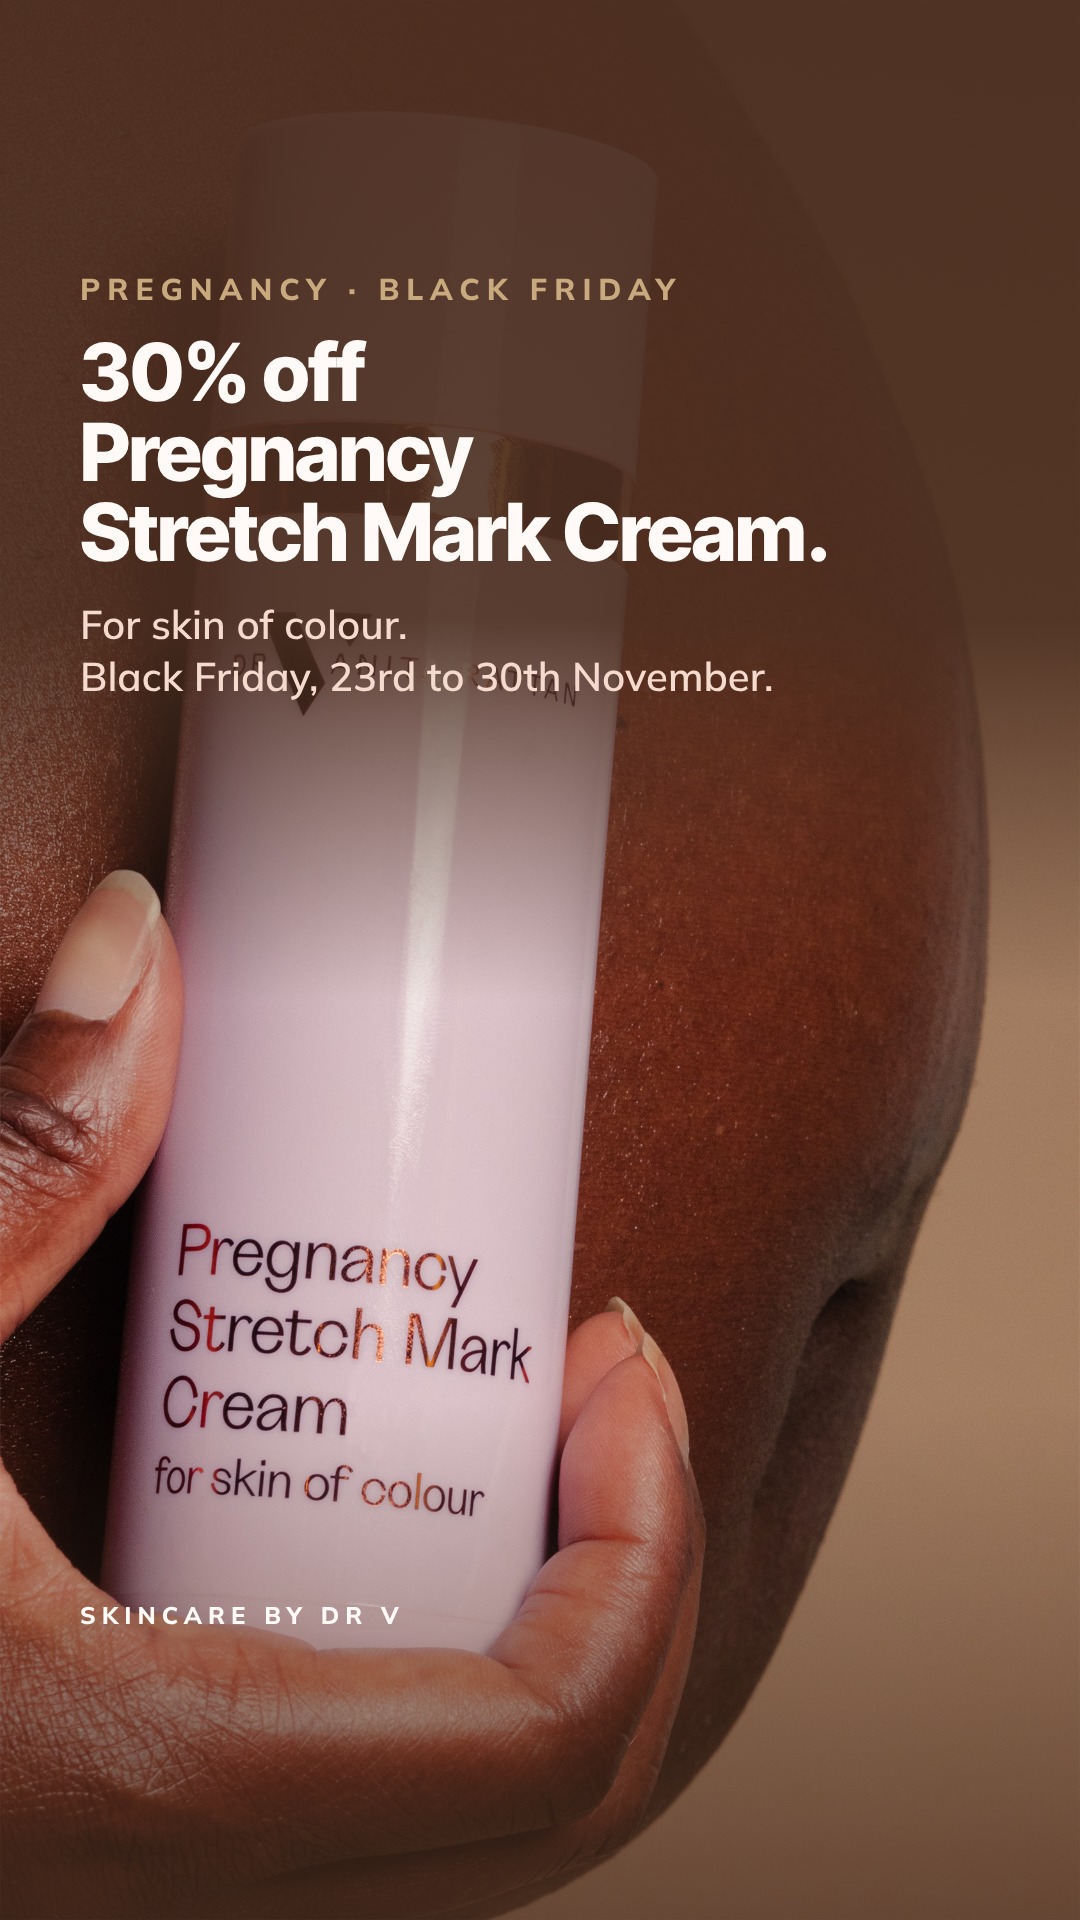 PREGNANCY · BLACK FRIDAY
30% off
Pregnancy
Stretch Mark Cream.
For skin of colour.
Black Friday, 23rd to 30th November.
Pregnancy
Stretch Mark
Cream
for skin of colour
SKINCARE BY DR V